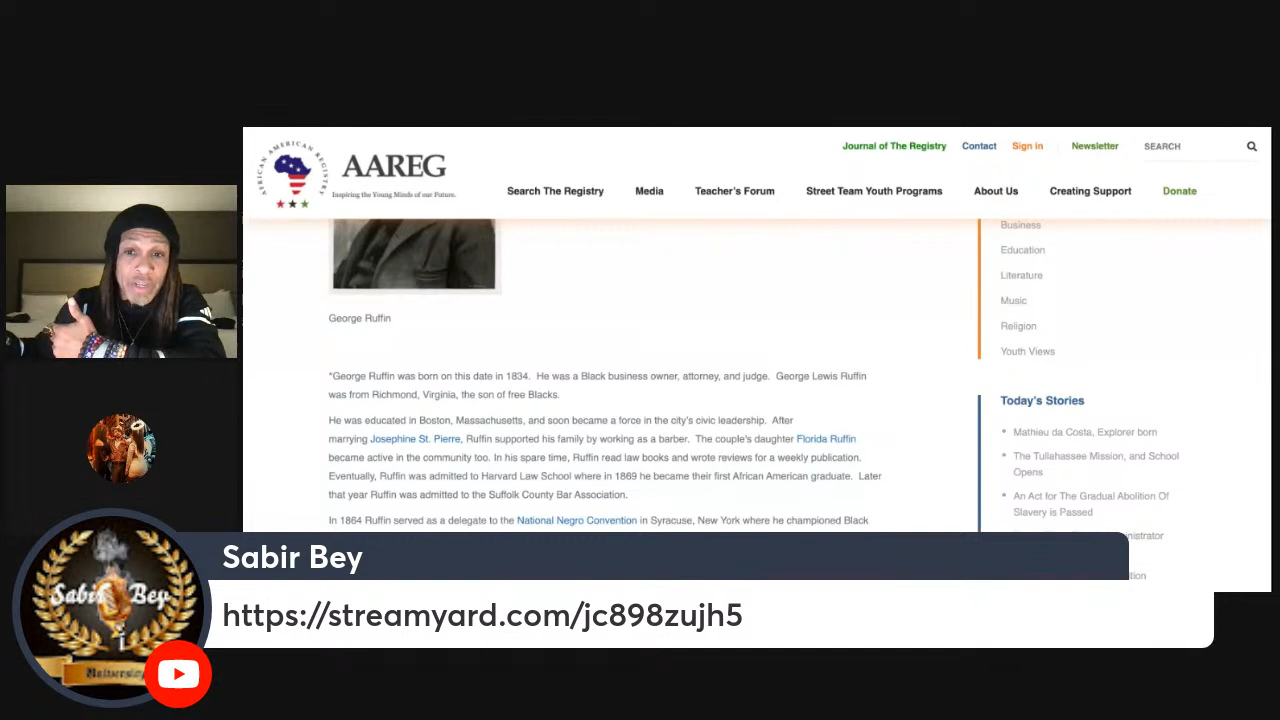 AFRICAN AMERICAN REGISTRY
AAREG
Inspiring the Young Minds of our Future.
Journal of The Registry
Contact
Sign in
Newsletter
SEARCH
Search The Registry
Media
Teacher's Forum
Street Team Youth Programs
About Us
Creating Support
Donate
George Ruffin
*George Ruffin was born on this date in 1834. He was a Black business owner, attorney, and judge. George Lewis Ruffin
was from Richmond, Virginia, the son of free Blacks.
He was educated in Boston, Massachusetts, and soon became a force in the city's civic leadership. After
marrying Josephine St. Pierre, Ruffin supported his family by working as a barber. The couple's daughter Florida Ruffin
became active in the community too. In his spare time, Ruffin read law books and wrote reviews for a weekly publication.
Eventually, Ruffin was admitted to Harvard Law School where in 1869 he became their first African American graduate. Later
that year Ruffin was admitted to the Suffolk County Bar Association.
In 1864 Ruffin served as a delegate to the National Negro Convention in Syracuse, New York where he championed Black
Business
Education
Literature
Music
Religion
Youth Views
Today's Stories
Mathieu da Costa, Explorer born
The Tullahassee Mission, and School
Opens
An Act for The Gradual Abolition Of
Slavery is Passed
Sabir Bey
https://streamyard.com/jc898zujh5
Sabir Bey